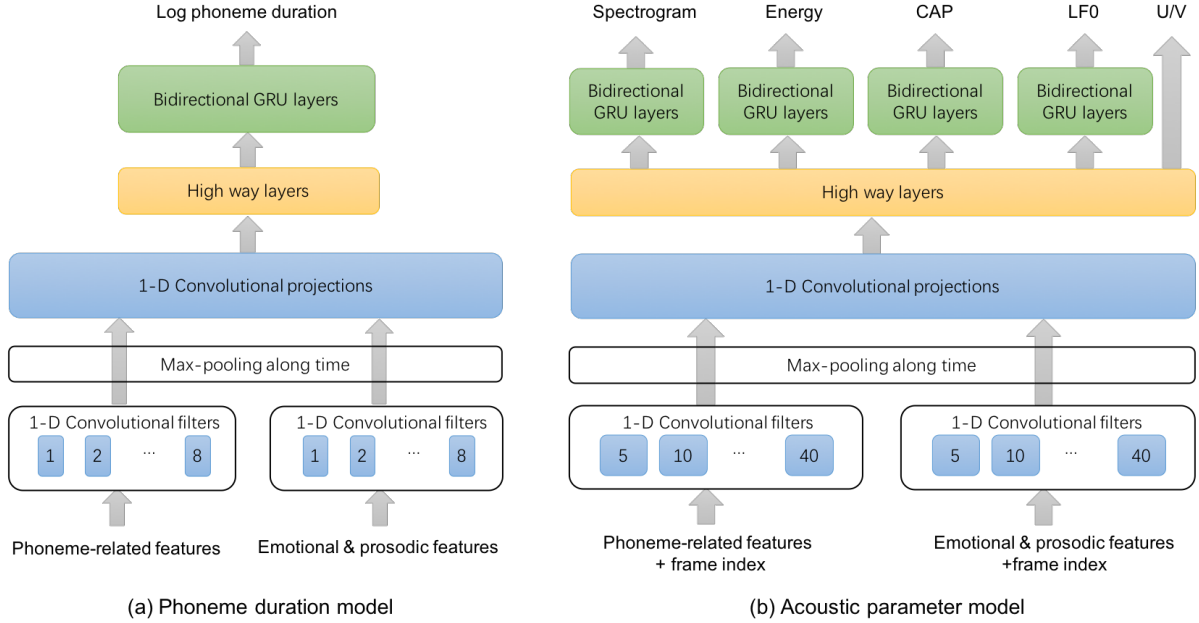 Log phoneme duration
Bidirectional GRU layers
High way layers
1-D Convolutional projections
Max-pooling along time
1-D Convolutional filters
1 2 ... 8
1-D Convolutional filters
1 2 ... 8
Phoneme-related features
Emotional & prosodic features
(a) Phoneme duration model
Spectrogram
Energy
CAP
LF0
U/V
Bidirectional
GRU layers
Bidirectional
GRU layers
Bidirectional
GRU layers
Bidirectional
GRU layers
High way layers
1-D Convolutional projections
Max-pooling along time
1-D Convolutional filters
5 10 ... 40
1-D Convolutional filters
5 10 ... 40
Phoneme-related features
+ frame index
Emotional & prosodic features
+frame index
(b) Acoustic parameter model